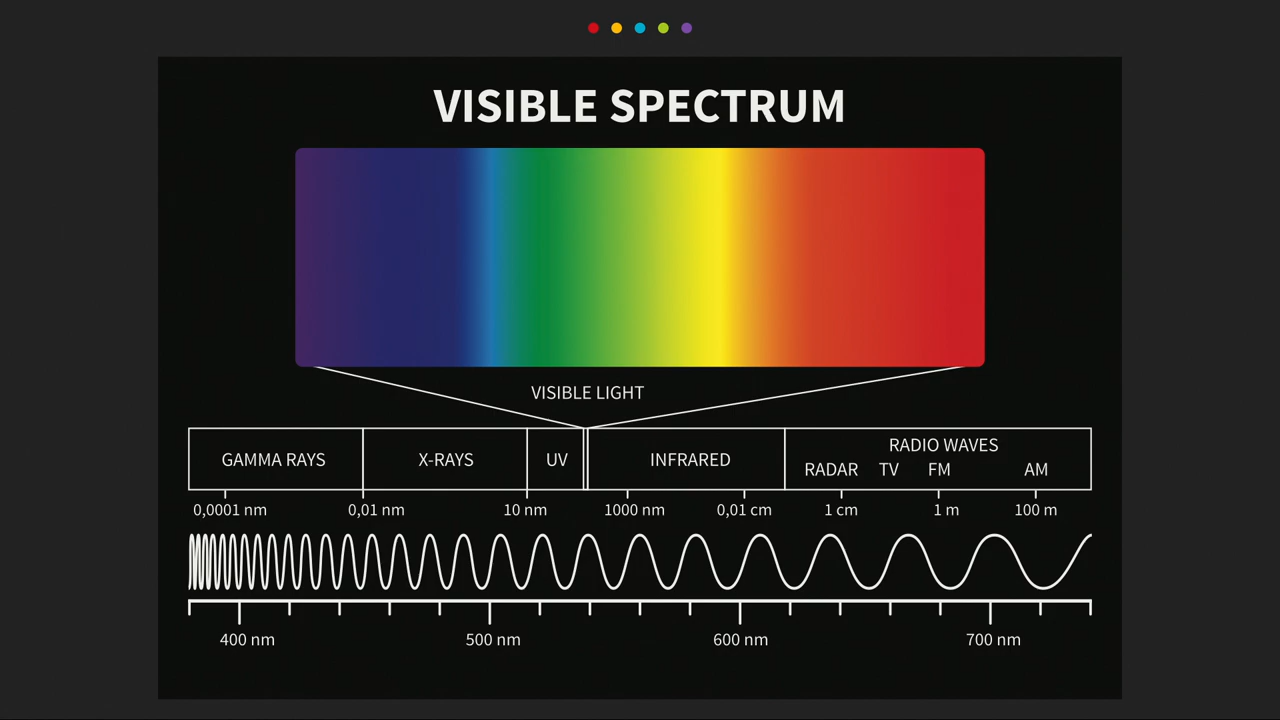 VISIBLE SPECTRUM
VISIBLE LIGHT
GAMMA RAYS X-RAYS UV INFRARED RADIO WAVES
RADAR TV FM AM
0,0001 nm 0,01 nm 10 nm 1000 nm 0,01 cm 1 cm 1 m 100 m
400 nm 500 nm 600 nm 700 nm